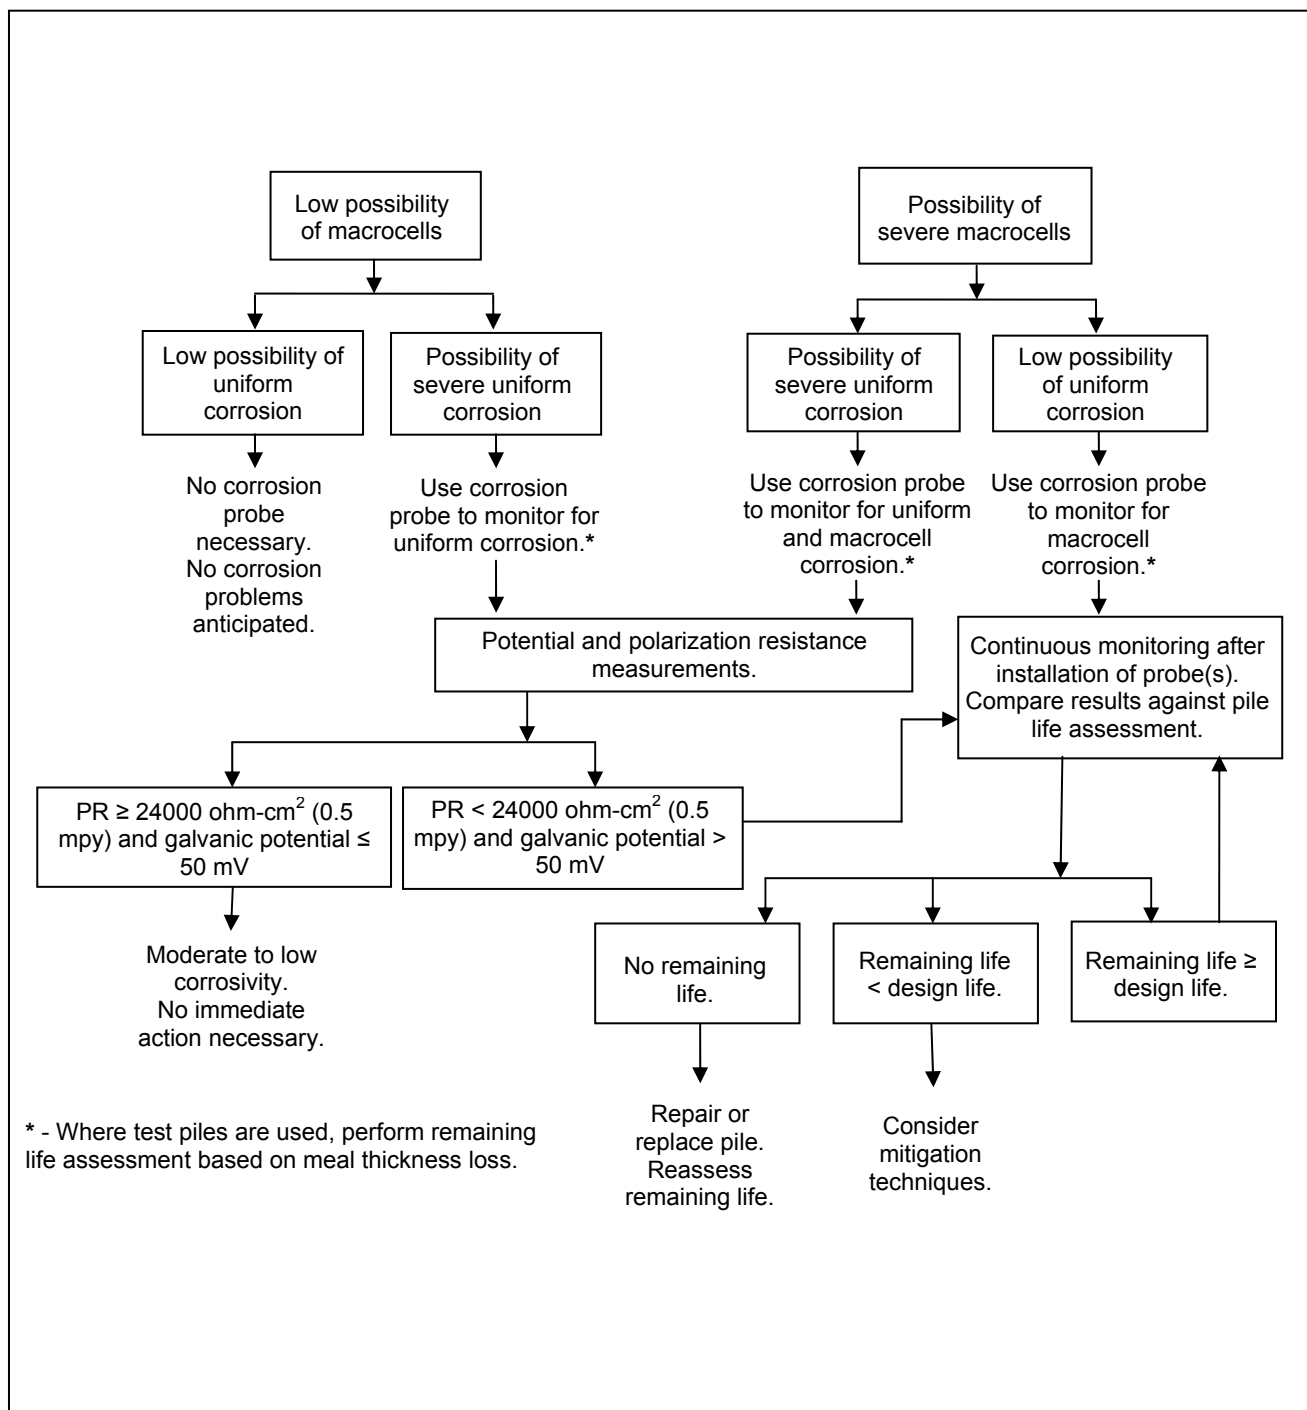 Low possibility
of macrocells
Possibility of
severe macrocells
Low possibility of
uniform
corrosion
Possibility of
severe uniform
corrosion
Possibility of
severe uniform
corrosion
Low possibility
of uniform
corrosion
No corrosion
probe
necessary.
No corrosion
problems
anticipated.
Use corrosion
probe to monitor for
uniform corrosion.*
Use corrosion probe
to monitor for uniform
and macrocell
corrosion.*
Use corrosion probe
to monitor for
macrocell
corrosion.*
Potential and polarization resistance
measurements.
Continuous monitoring after
installation of probe(s).
Compare results against pile
life assessment.
PR ≥ 24000 ohm-cm² (0.5
mpy) and galvanic potential ≤
50 mV
PR < 24000 ohm-cm² (0.5
mpy) and galvanic potential >
50 mV
Moderate to low
corrosivity.
No immediate
action necessary.
No remaining
life.
Remaining life
< design life.
Remaining life ≥
design life.
Repair or
replace pile.
Reassess
remaining life.
Consider
mitigation
techniques.
* - Where test piles are used, perform remaining
life assessment based on meal thickness loss.